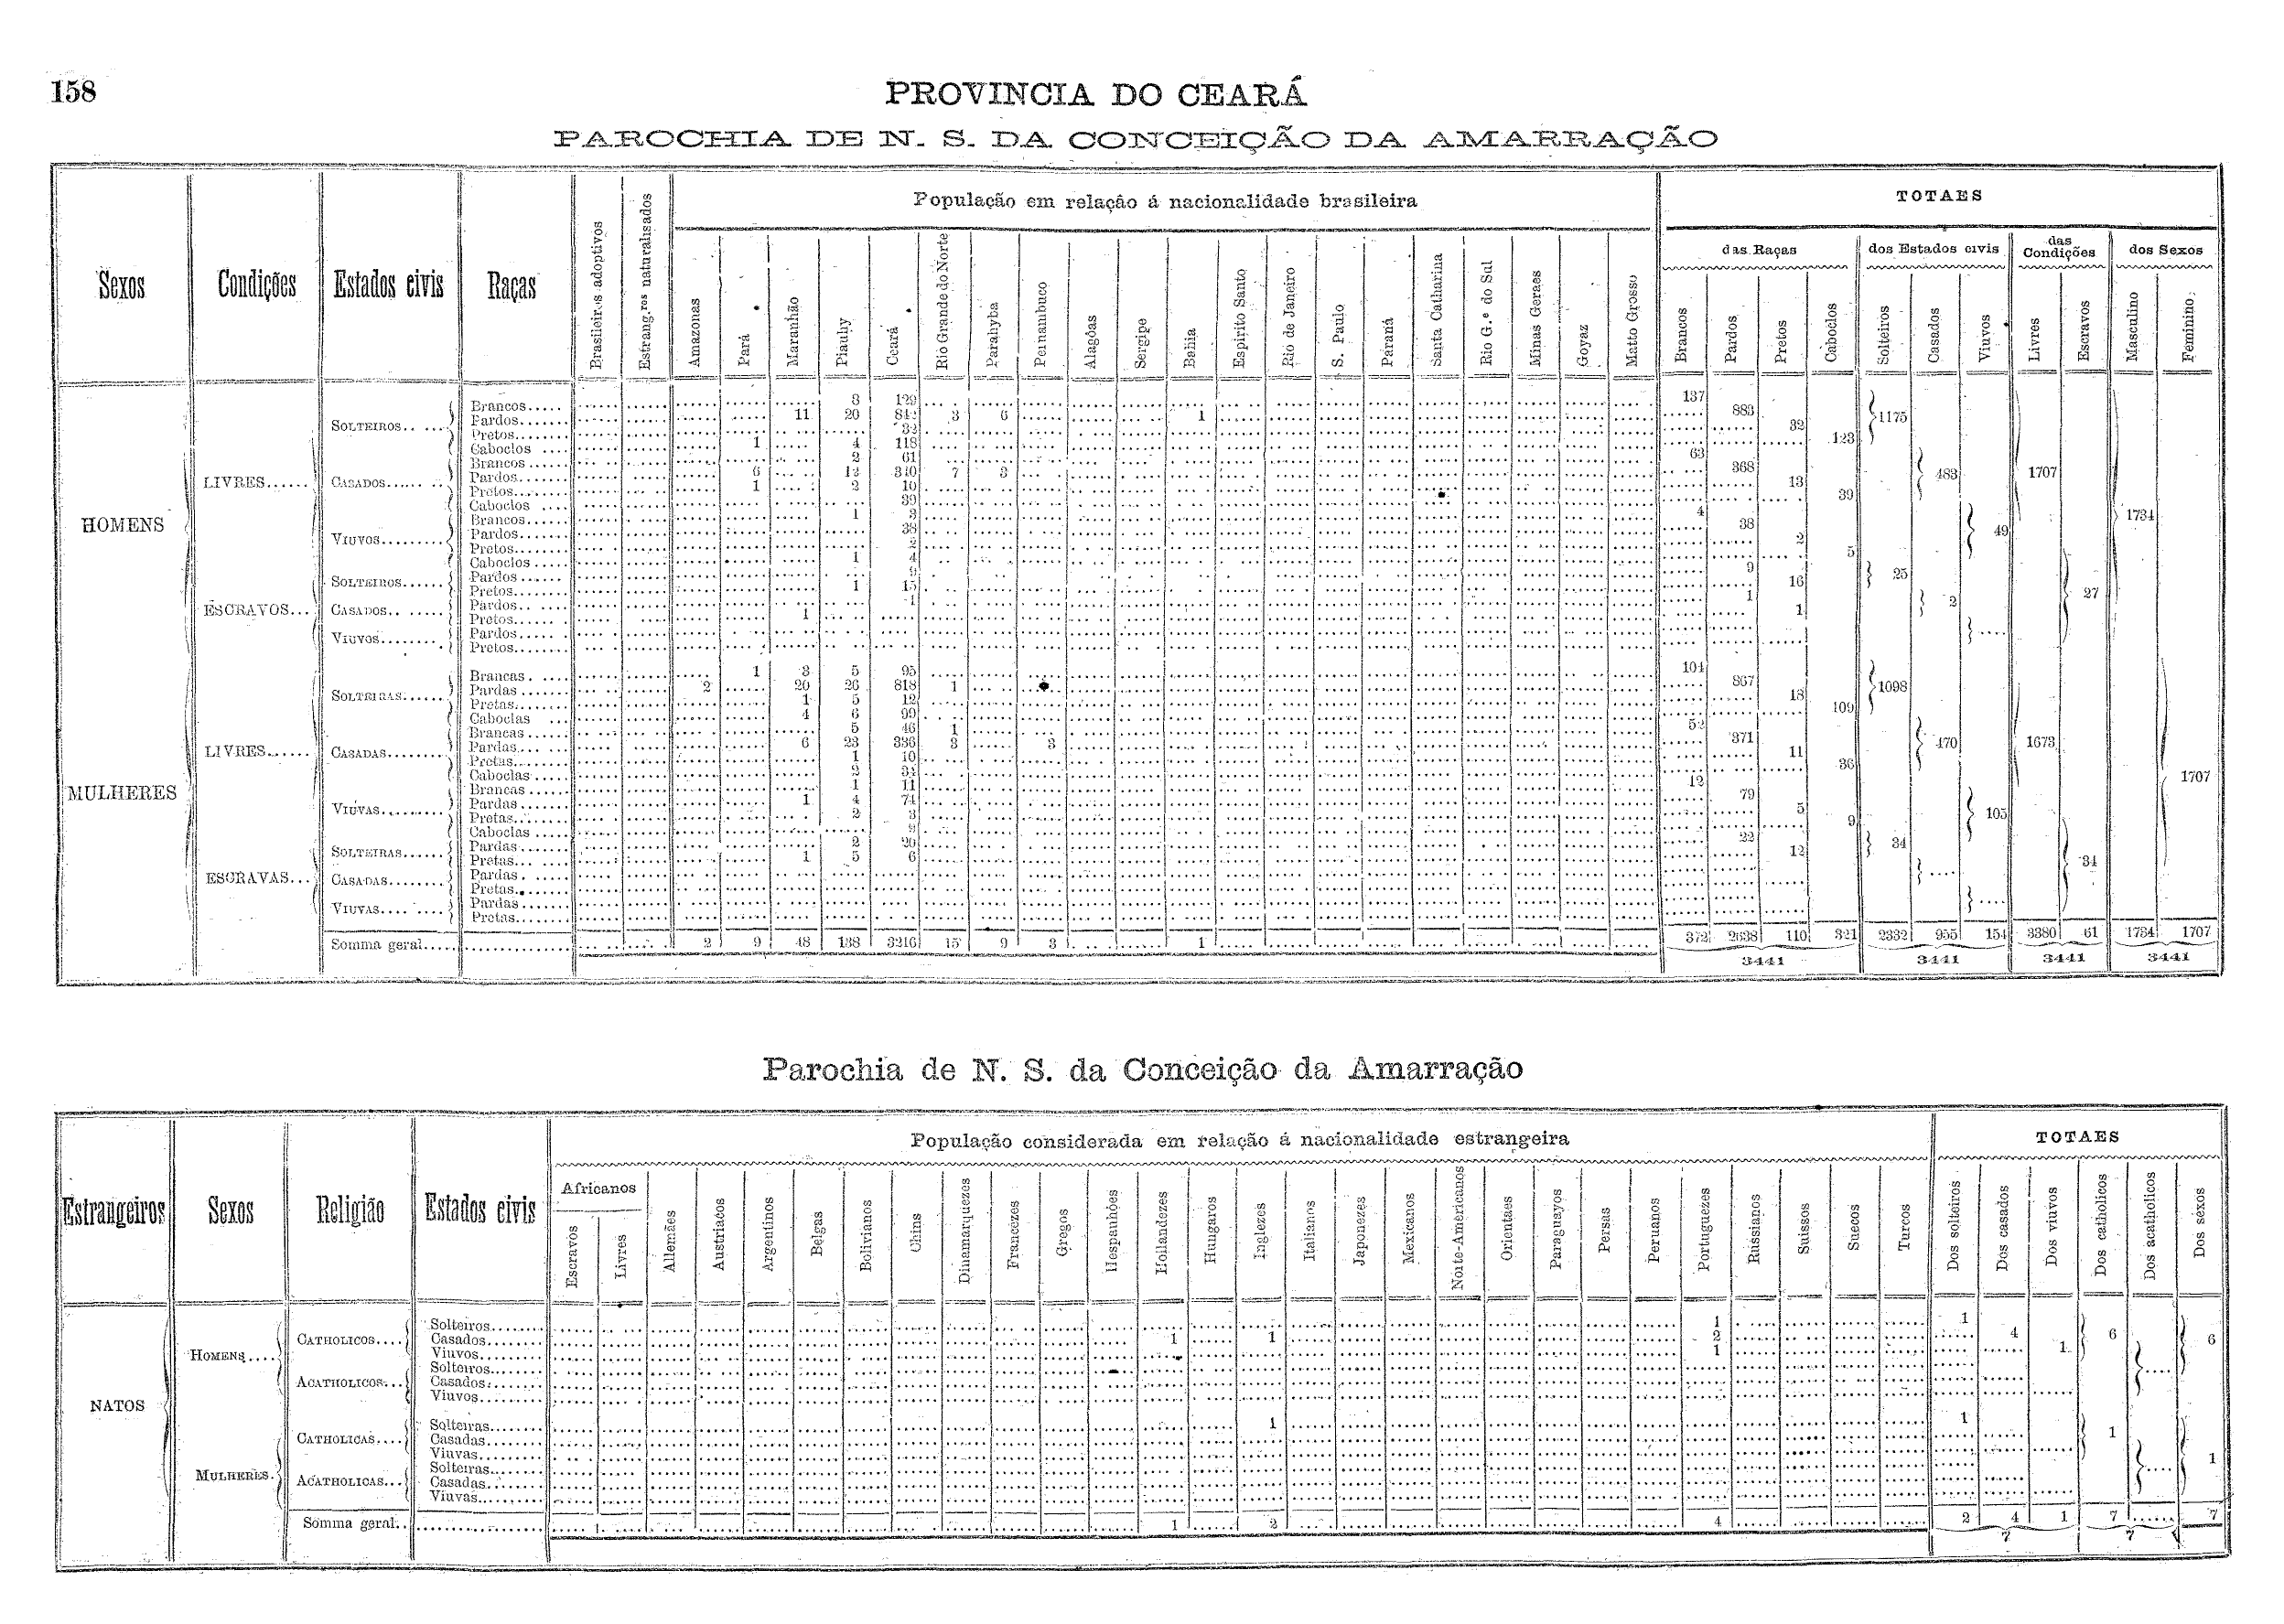 158
PROVINCIA DO CEARÁ
PAROCHIA DE N. S. DA CONCEIÇÃO DA AMARRAÇÃO
Sexos Condições Estados civis Raças Brasileiros adoptivos Estrang.ros naturalisados População em relação á nacionalidade brasileira TOTAES
das Raças dos Estados civis das Condições dos Sexos
Amazonas Pará Maranhão Piauhy Ceará Rio Grande do Norte Parahyba Pernambuco Alagôas Sergipe Bahia Espirito Santo Rio de Janeiro S. Paulo Paraná Santa Catharina Rio G.e do Sul Minas Geraes Goyaz Matto Grosso Brancos Pardos Pretos Caboclos Solteiros Casados Viuvos Livres Escravos Masculino Feminino
HOMENS LIVRES SOLTEIROS Brancos 129 137 1175 1707 1734
Pardos 11 20 842 3 6 1 883
Pretos 32 32
Caboclos 1 4 118 123
CASADOS Brancos 2 61 63 483
Pardos 6 12 340 7 3 368
Pretos 1 2 10 13
Caboclos 39 39
VIUVOS Brancos 1 3 4 49
Pardos 38 38
Pretos 2 2
Caboclos 1 4 5
ESCRAVOS SOLTEIROS Pardos 9 9 25 27
Pretos 1 15 16
CASADOS Pardos 1 1 2
Pretos 1 1
VIUVOS Pardos
Pretos
MULHERES LIVRES SOLTEIRAS Brancas 1 3 5 95 104 1098 1673 1707
Pardas 2 20 26 818 1 867
Pretas 1 5 12 18
Caboclas 4 6 99 109
CASADAS Brancas 5 46 1 52 470
Pardas 6 23 336 3 3 371
Pretas 1 10 11
Caboclas 2 34 36
VIUVAS Brancas 1 11 12 105
Pardas 1 4 74 79
Pretas 2 3 5
Caboclas 9 9
ESCRAVAS SOLTEIRAS Pardas 2 20 22 34 34
Pretas 1 5 6 12
CASADAS Pardas
Pretas
VIUVAS Pardas
Pretas
Somma geral 2 9 48 138 3216 15 9 3 1 372 2638 110 321 2332 955 154 3380 61 1734 1707
3441 3441 3441 3441
Parochia de N. S. da Conceição da Amarração
Estrangeiros Sexos Religião Estados civis População considerada em relação á nacionalidade estrangeira TOTAES
Africanos
Escravos Livres Allemães Austriacos Argentinos Belgas Bolivianos Chins Dinamarquezes Francezes Gregos Hespanhóes Hollandezes Hungaros Inglezes Italianos Japonezes Mexicanos Norte-Americanos Orientaes Paraguayos Persas Peruanos Portuguezes Russianos Suissos Suecos Turcos Dos solteiros Dos casados Dos viuvos Dos catholicos Dos acatholicos Dos sexos
NATOS HOMENS CATHOLICOS Solteiros 1 1 6 6
Casados 1 1 2 4
Viuvos 1 1
ACATHOLICOS Solteiros
Casados
Viuvos
MULHERES CATHOLICAS Solteiras 1 1 1 1
Casadas
Viuvas
ACATHOLICAS Solteiras
Casadas
Viuvas
Somma geral 1 2 4 2 4 1 7 7
7 7